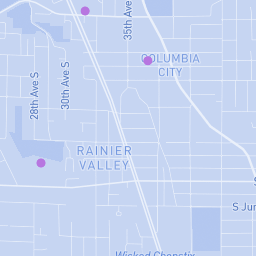 35th Ave S
COLUMBIA
CITY
28th Ave S
30th Ave S
RAINIER
VALLEY
S
S Jun
Wicked Chopstix